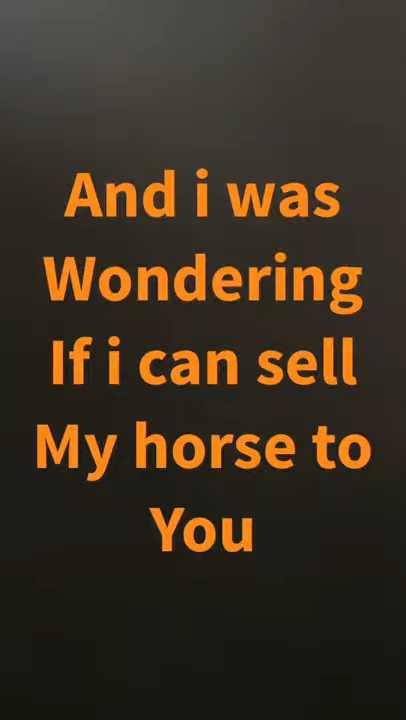 And i was
Wondering
If i can sell
My horse to
You